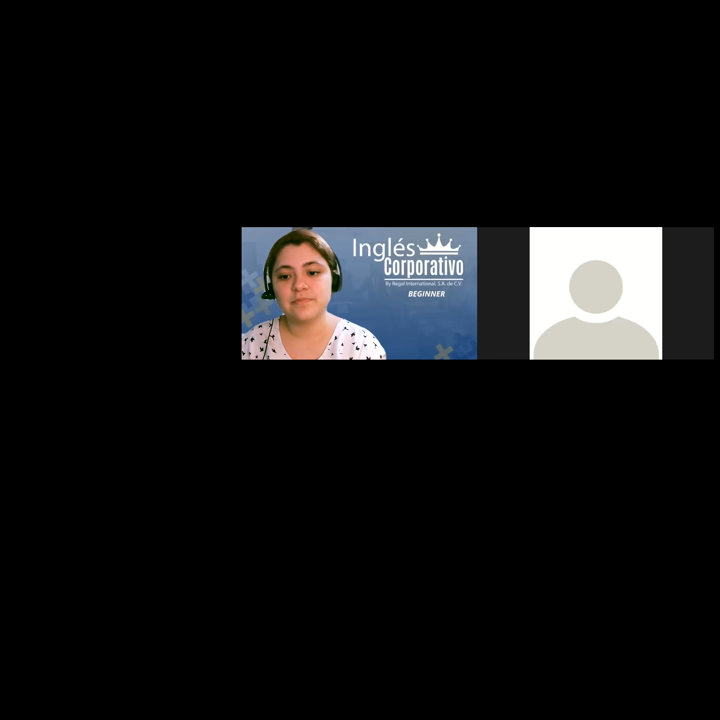 Inglés
Corporativo
By Regal International, S.A. de C.V.
BEGINNER